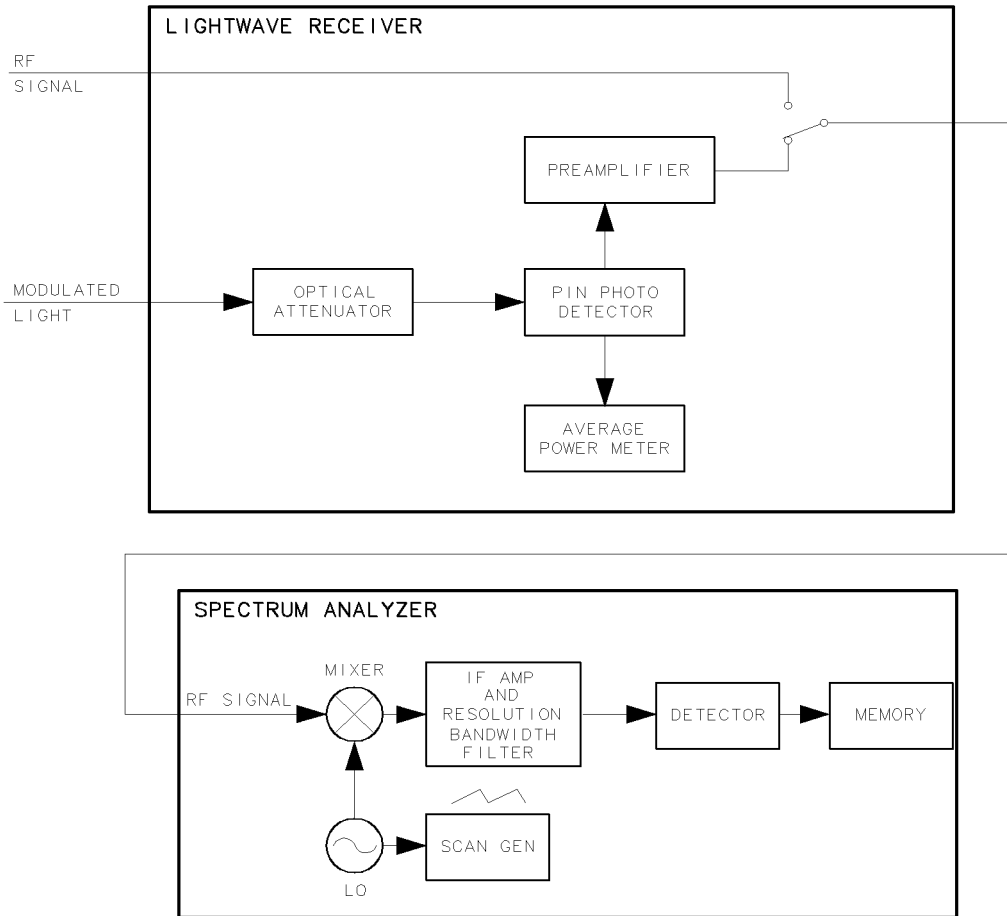 LIGHTWAVE RECEIVER
RF
SIGNAL
PREAMPLIFIER
MODULATED
LIGHT
OPTICAL
ATTENUATOR
PIN PHOTO
DETECTOR
AVERAGE
POWER METER
SPECTRUM ANALYZER
MIXER
RF SIGNAL
IF AMP
AND
RESOLUTION
BANDWIDTH
FILTER
DETECTOR
MEMORY
SCAN GEN
LO